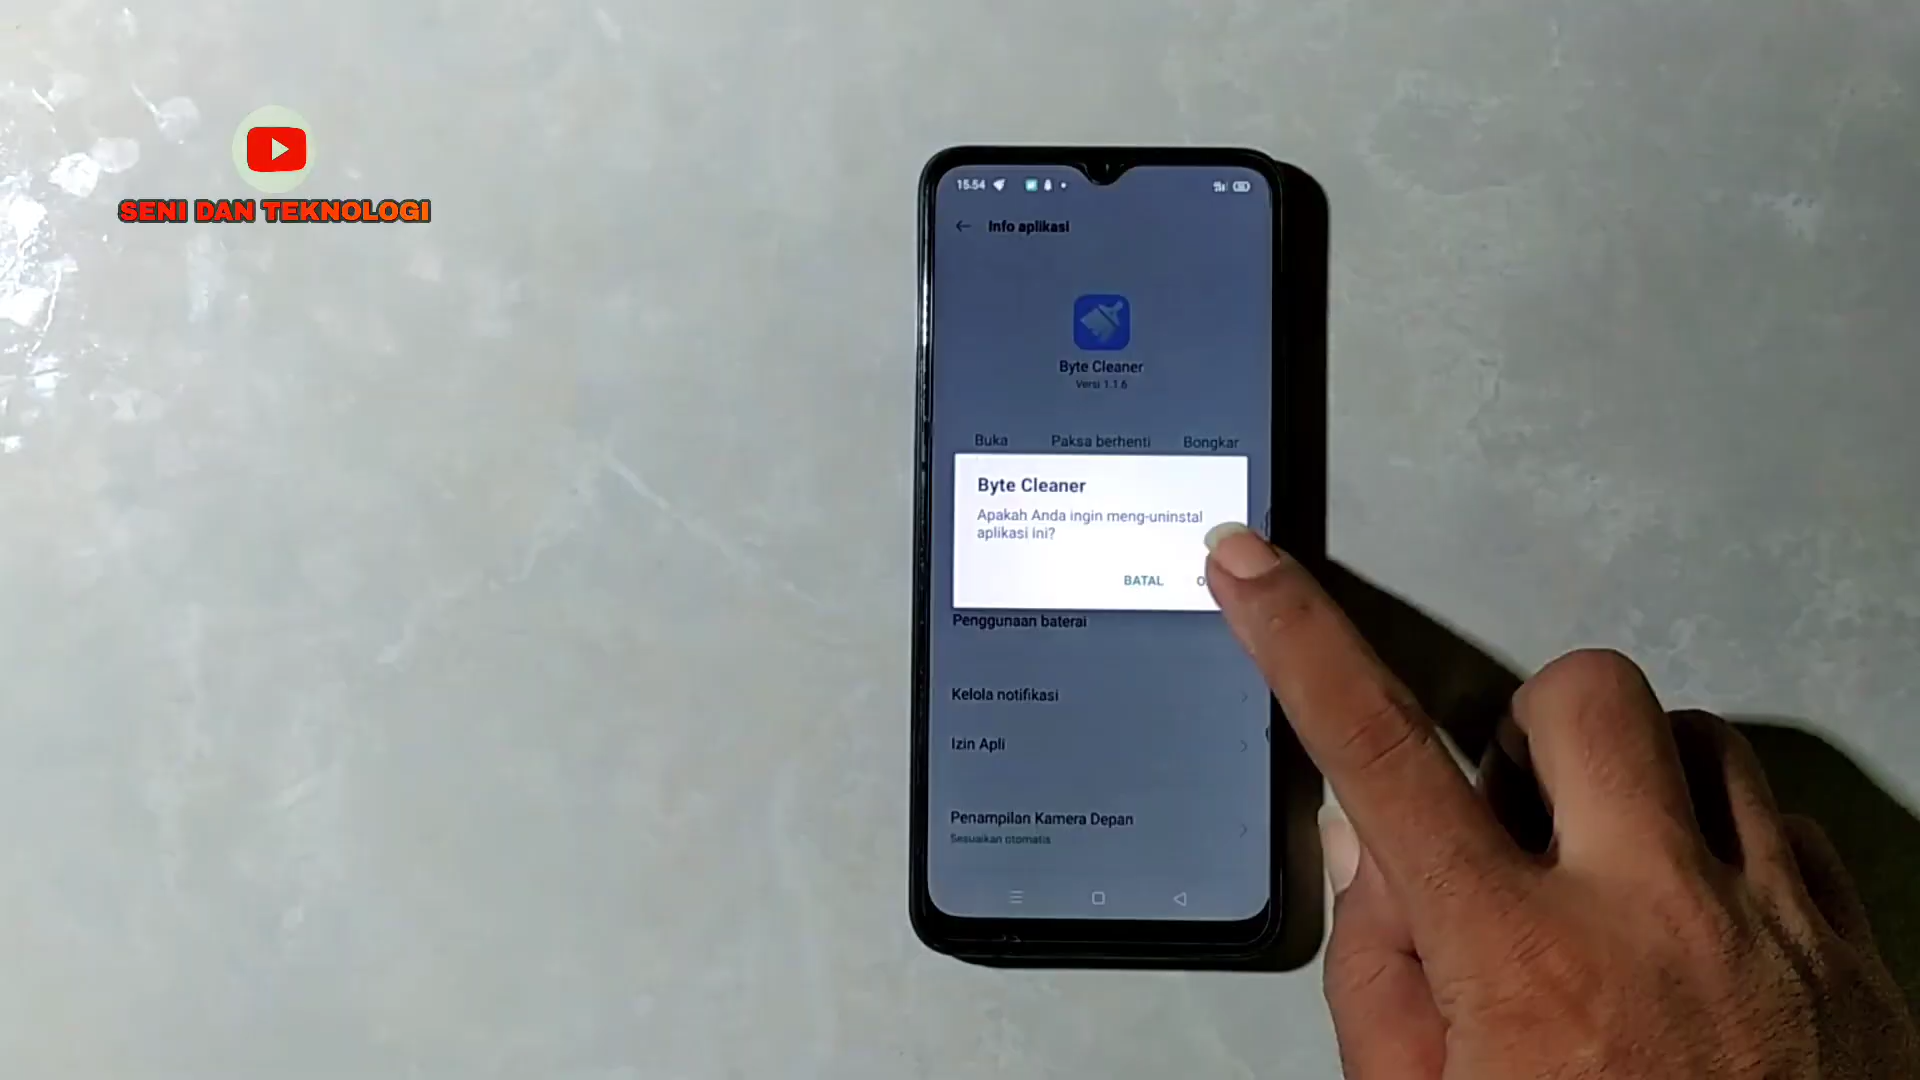 SENI DAN TEKNOLOGI
15.54
Info aplikasi
Byte Cleaner
Versi 1.1.6
Buka Paksa berhenti Bongkar
Byte Cleaner
Apakah Anda ingin meng-uninstal
aplikasi ini?
BATAL
Penggunaan baterai
Kelola notifikasi
Izin Apli
Penampilan Kamera Depan
Sesuaikan otomatis